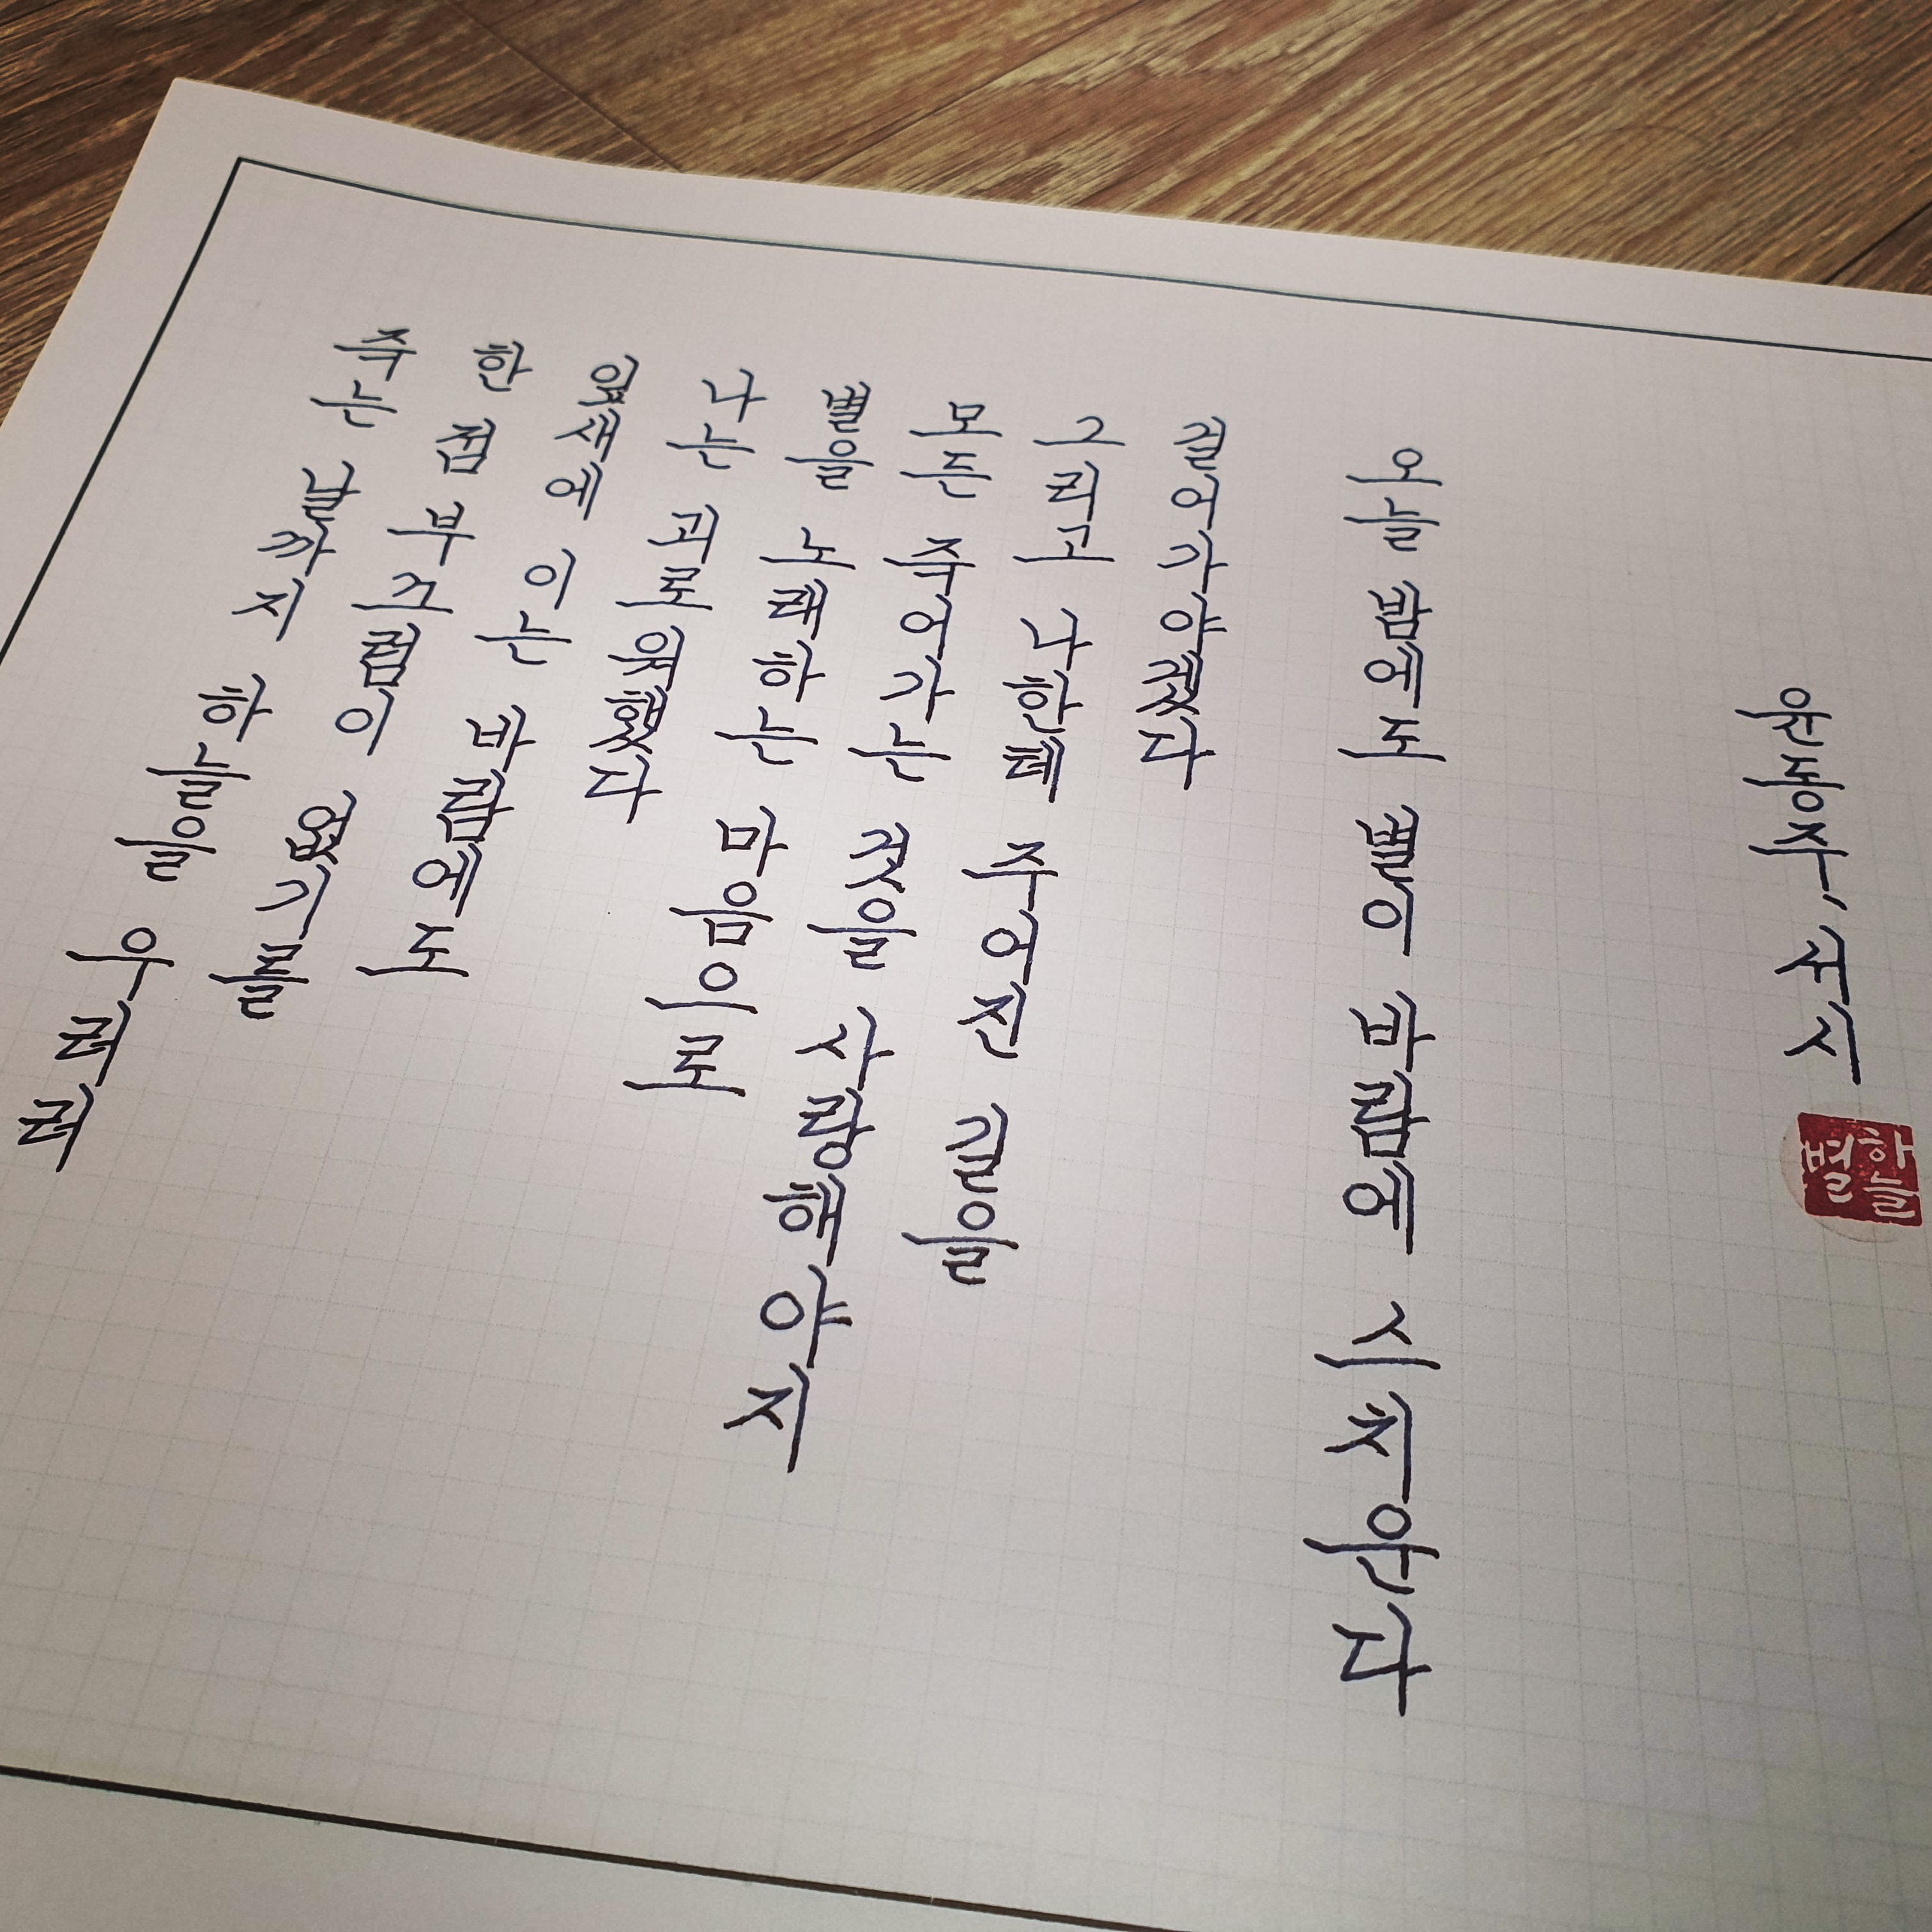 죽는 날까지 하늘을 우러러
한 점 부끄럼이 없기를
잎새에 이는 바람에도
나는 괴로워했다
별을 노래하는 마음으로
모든 죽어가는 것을 사랑해야지
그리고 나한테 주어진 길을
걸어가야겠다
오늘 밤에도 별이 바람에 스치운다
윤동주, 서시
하늘
별